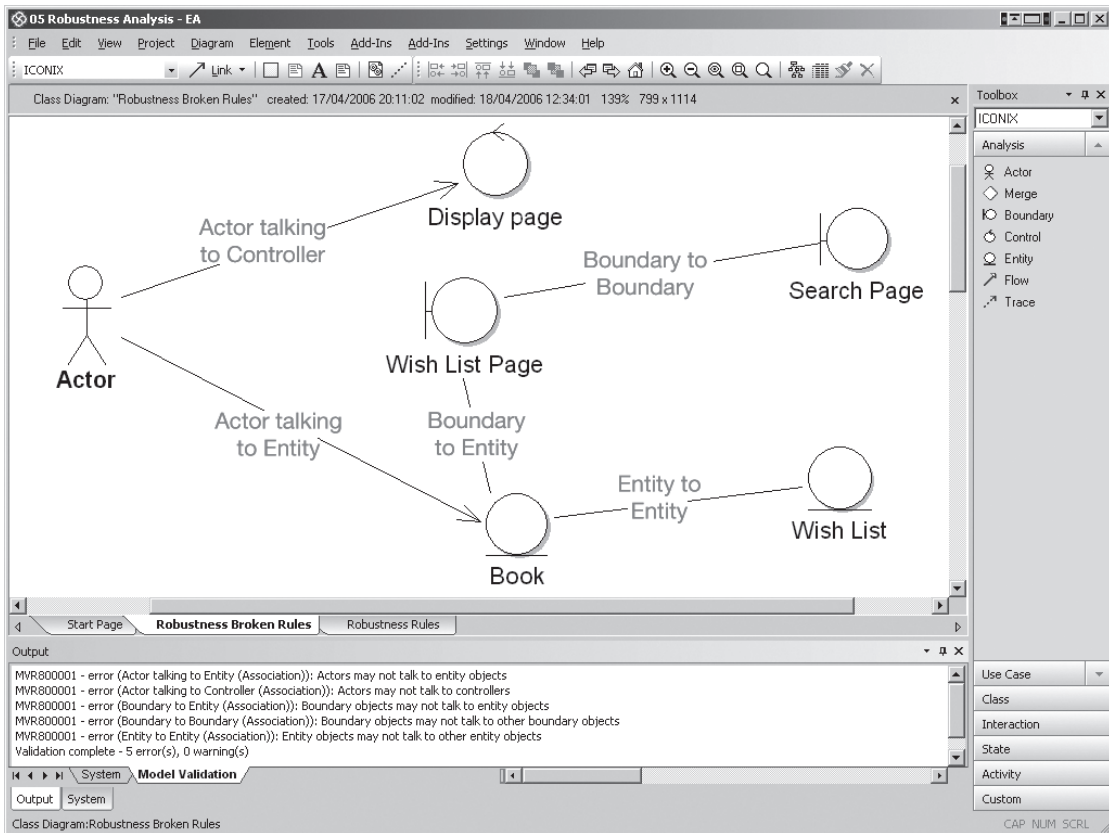 05 Robustness Analysis - EA
File Edit View Project Diagram Element Tools Add-Ins Add-Ins Settings Window Help
ICONIX Link A
Class Diagram: "Robustness Broken Rules" created: 17/04/2006 20:11:02 modified: 18/04/2006 12:34:01 139% 799 x 1114
Display page
Actor talking
to Controller
Boundary to
Boundary
Search Page
Wish List Page
Actor
Actor talking
to Entity
Boundary
to Entity
Entity to
Entity
Wish List
Book
Start Page Robustness Broken Rules Robustness Rules
Toolbox
ICONIX
Analysis
Actor
Merge
Boundary
Control
Entity
Flow
Trace
Use Case
Class
Interaction
State
Activity
Custom
Output
MVR800001 - error (Actor talking to Entity (Association)): Actors may not talk to entity objects
MVR800001 - error (Actor talking to Controller (Association)): Actors may not talk to controllers
MVR800001 - error (Boundary to Entity (Association)): Boundary objects may not talk to entity objects
MVR800001 - error (Boundary to Boundary (Association)): Boundary objects may not talk to other boundary objects
MVR800001 - error (Entity to Entity (Association)): Entity objects may not talk to other entity objects
Validation complete - 5 error(s), 0 warning(s)
System Model Validation
Output System
Class Diagram:Robustness Broken Rules
CAP NUM SCRL